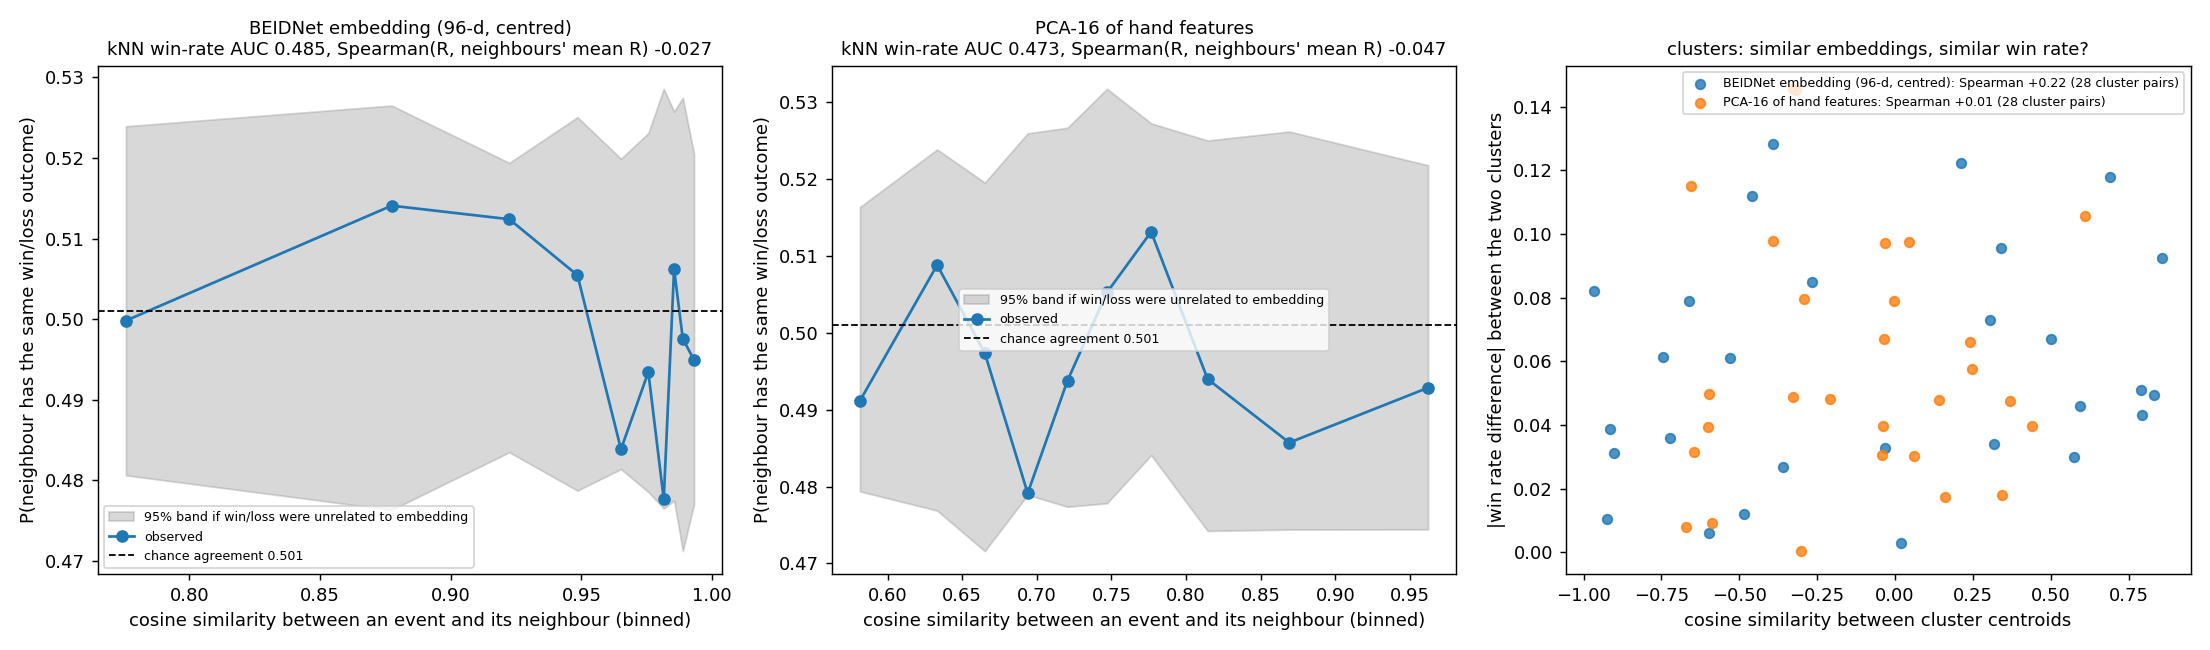 BEIDNet embedding (96-d, centred)
kNN win-rate AUC 0.485, Spearman(R, neighbours' mean R) -0.027
P(neighbour has the same win/loss outcome)
0.53
0.52
0.51
0.50
0.49
0.48
0.47
95% band if win/loss were unrelated to embedding
observed
chance agreement 0.501
0.80
0.85
0.90
0.95
1.00
cosine similarity between an event and its neighbour (binned)
PCA-16 of hand features
kNN win-rate AUC 0.473, Spearman(R, neighbours' mean R) -0.047
P(neighbour has the same win/loss outcome)
0.53
0.52
0.51
0.50
0.49
0.48
0.47
95% band if win/loss were unrelated to embedding
observed
chance agreement 0.501
0.60
0.65
0.70
0.75
0.80
0.85
0.90
0.95
cosine similarity between an event and its neighbour (binned)
clusters: similar embeddings, similar win rate?
BEIDNet embedding (96-d, centred): Spearman +0.22 (28 cluster pairs)
PCA-16 of hand features: Spearman +0.01 (28 cluster pairs)
|win rate difference| between the two clusters
0.14
0.12
0.10
0.08
0.06
0.04
0.02
0.00
−1.00
−0.75
−0.50
−0.25
0.00
0.25
0.50
0.75
cosine similarity between cluster centroids